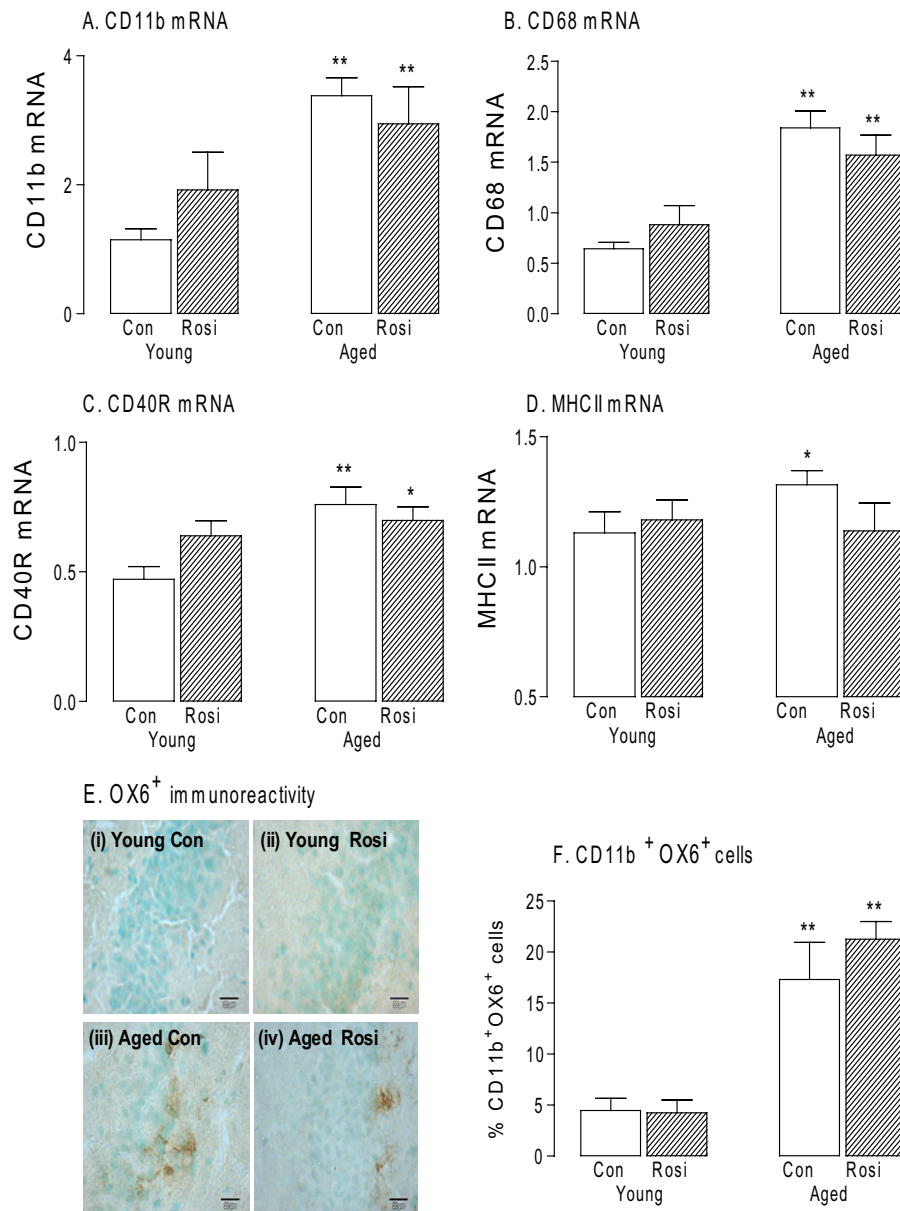 A. CD11b mRNA
CD11b mRNA
4
2
0
**
**
Con Rosi
Young
Con Rosi
Aged
B. CD68 mRNA
CD68 mRNA
2.5
2.0
1.5
1.0
0.5
0.0
**
**
Con Rosi
Young
Con Rosi
Aged
C. CD40R mRNA
CD40R mRNA
1.0
0.5
0.0
**
*
Con Rosi
Young
Con Rosi
Aged
D. MHCII mRNA
MHCII mRNA
1.5
1.0
0.5
*
Con Rosi
Young
Con Rosi
Aged
E. OX6⁺ immunoreactivity
(i) Young Con
(ii) Young Rosi
(iii) Aged Con
(iv) Aged Rosi
F. CD11b ⁺ OX6⁺ cells
% CD11b⁺OX6⁺ cells
25
20
15
10
5
0
**
**
Con Rosi
Young
Con Rosi
Aged